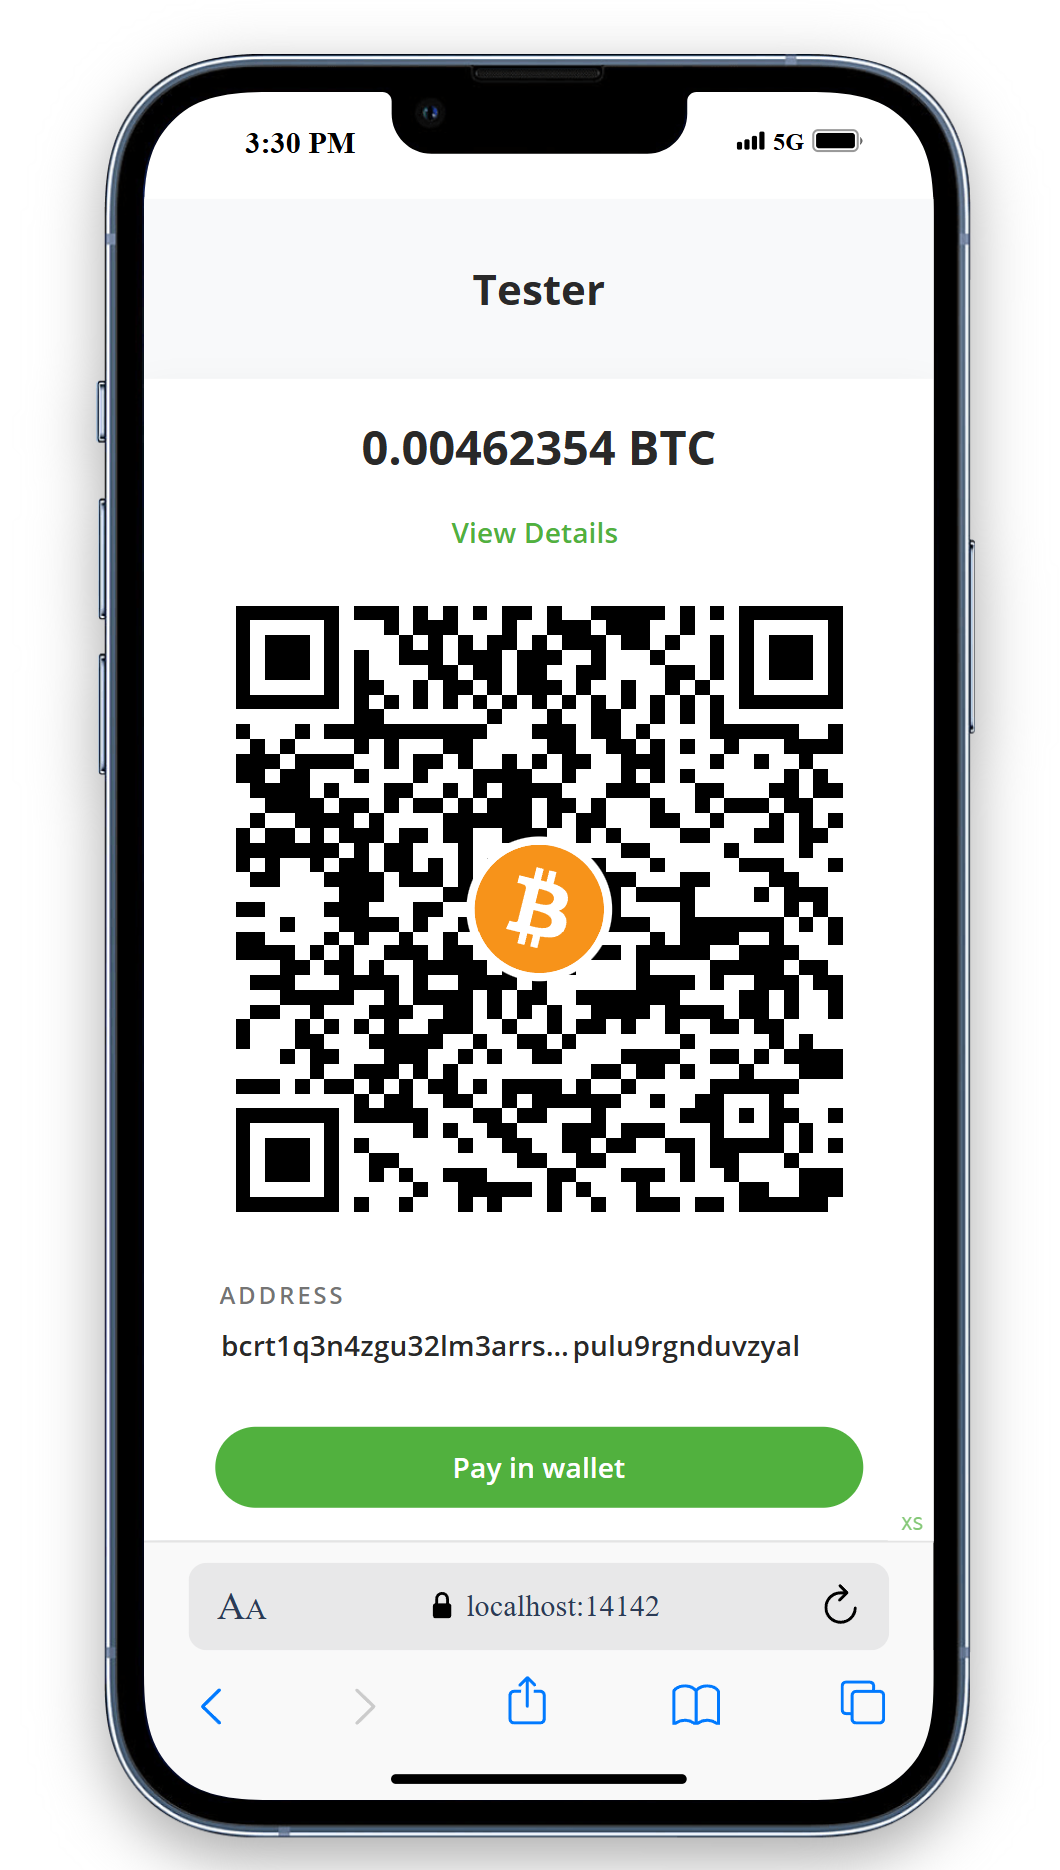 3:30 PM 5G
Tester
0.00462354 BTC
View Details
ADDRESS
bcrt1q3n4zgu32lm3arrs... pulu9rgnduvzyal
Pay in wallet
XS
AA localhost:14142